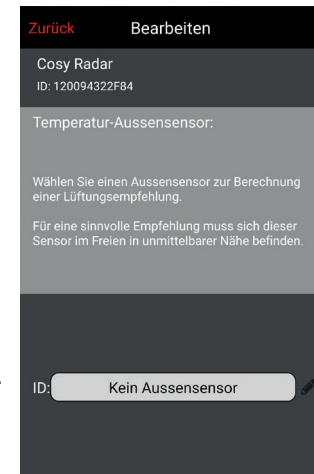 Zurück Bearbeiten
Cosy Radar
ID: 120094322F84
Temperatur-Aussensensor:
Wählen Sie einen Aussensensor zur Berechnung
einer Lüftungsempfehlung.
Für eine sinnvolle Empfehlung muss sich dieser
Sensor im Freien in unmittelbarer Nähe befinden.
ID: Kein Aussensensor